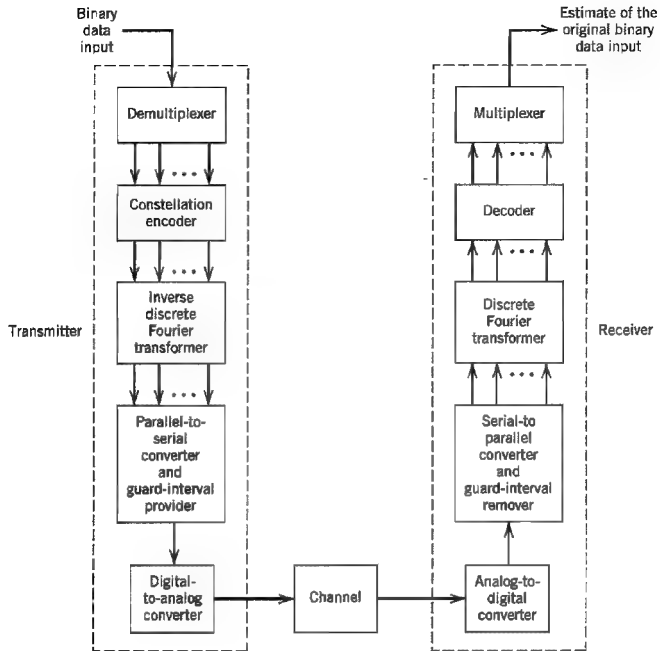 Binary
data
input
Demultiplexer
Constellation
encoder
Inverse
discrete
Fourier
transformer
Transmitter
Parallel-to-
serial
converter
and
guard-interval
provider
Digital-
to-analog
converter
Channel
Analog-to-
digital
converter
Serial-to
parallel
converter
and
guard-interval
remover
Discrete
Fourier
transformer
Receiver
Decoder
Multiplexer
Estimate of the
original binary
data input